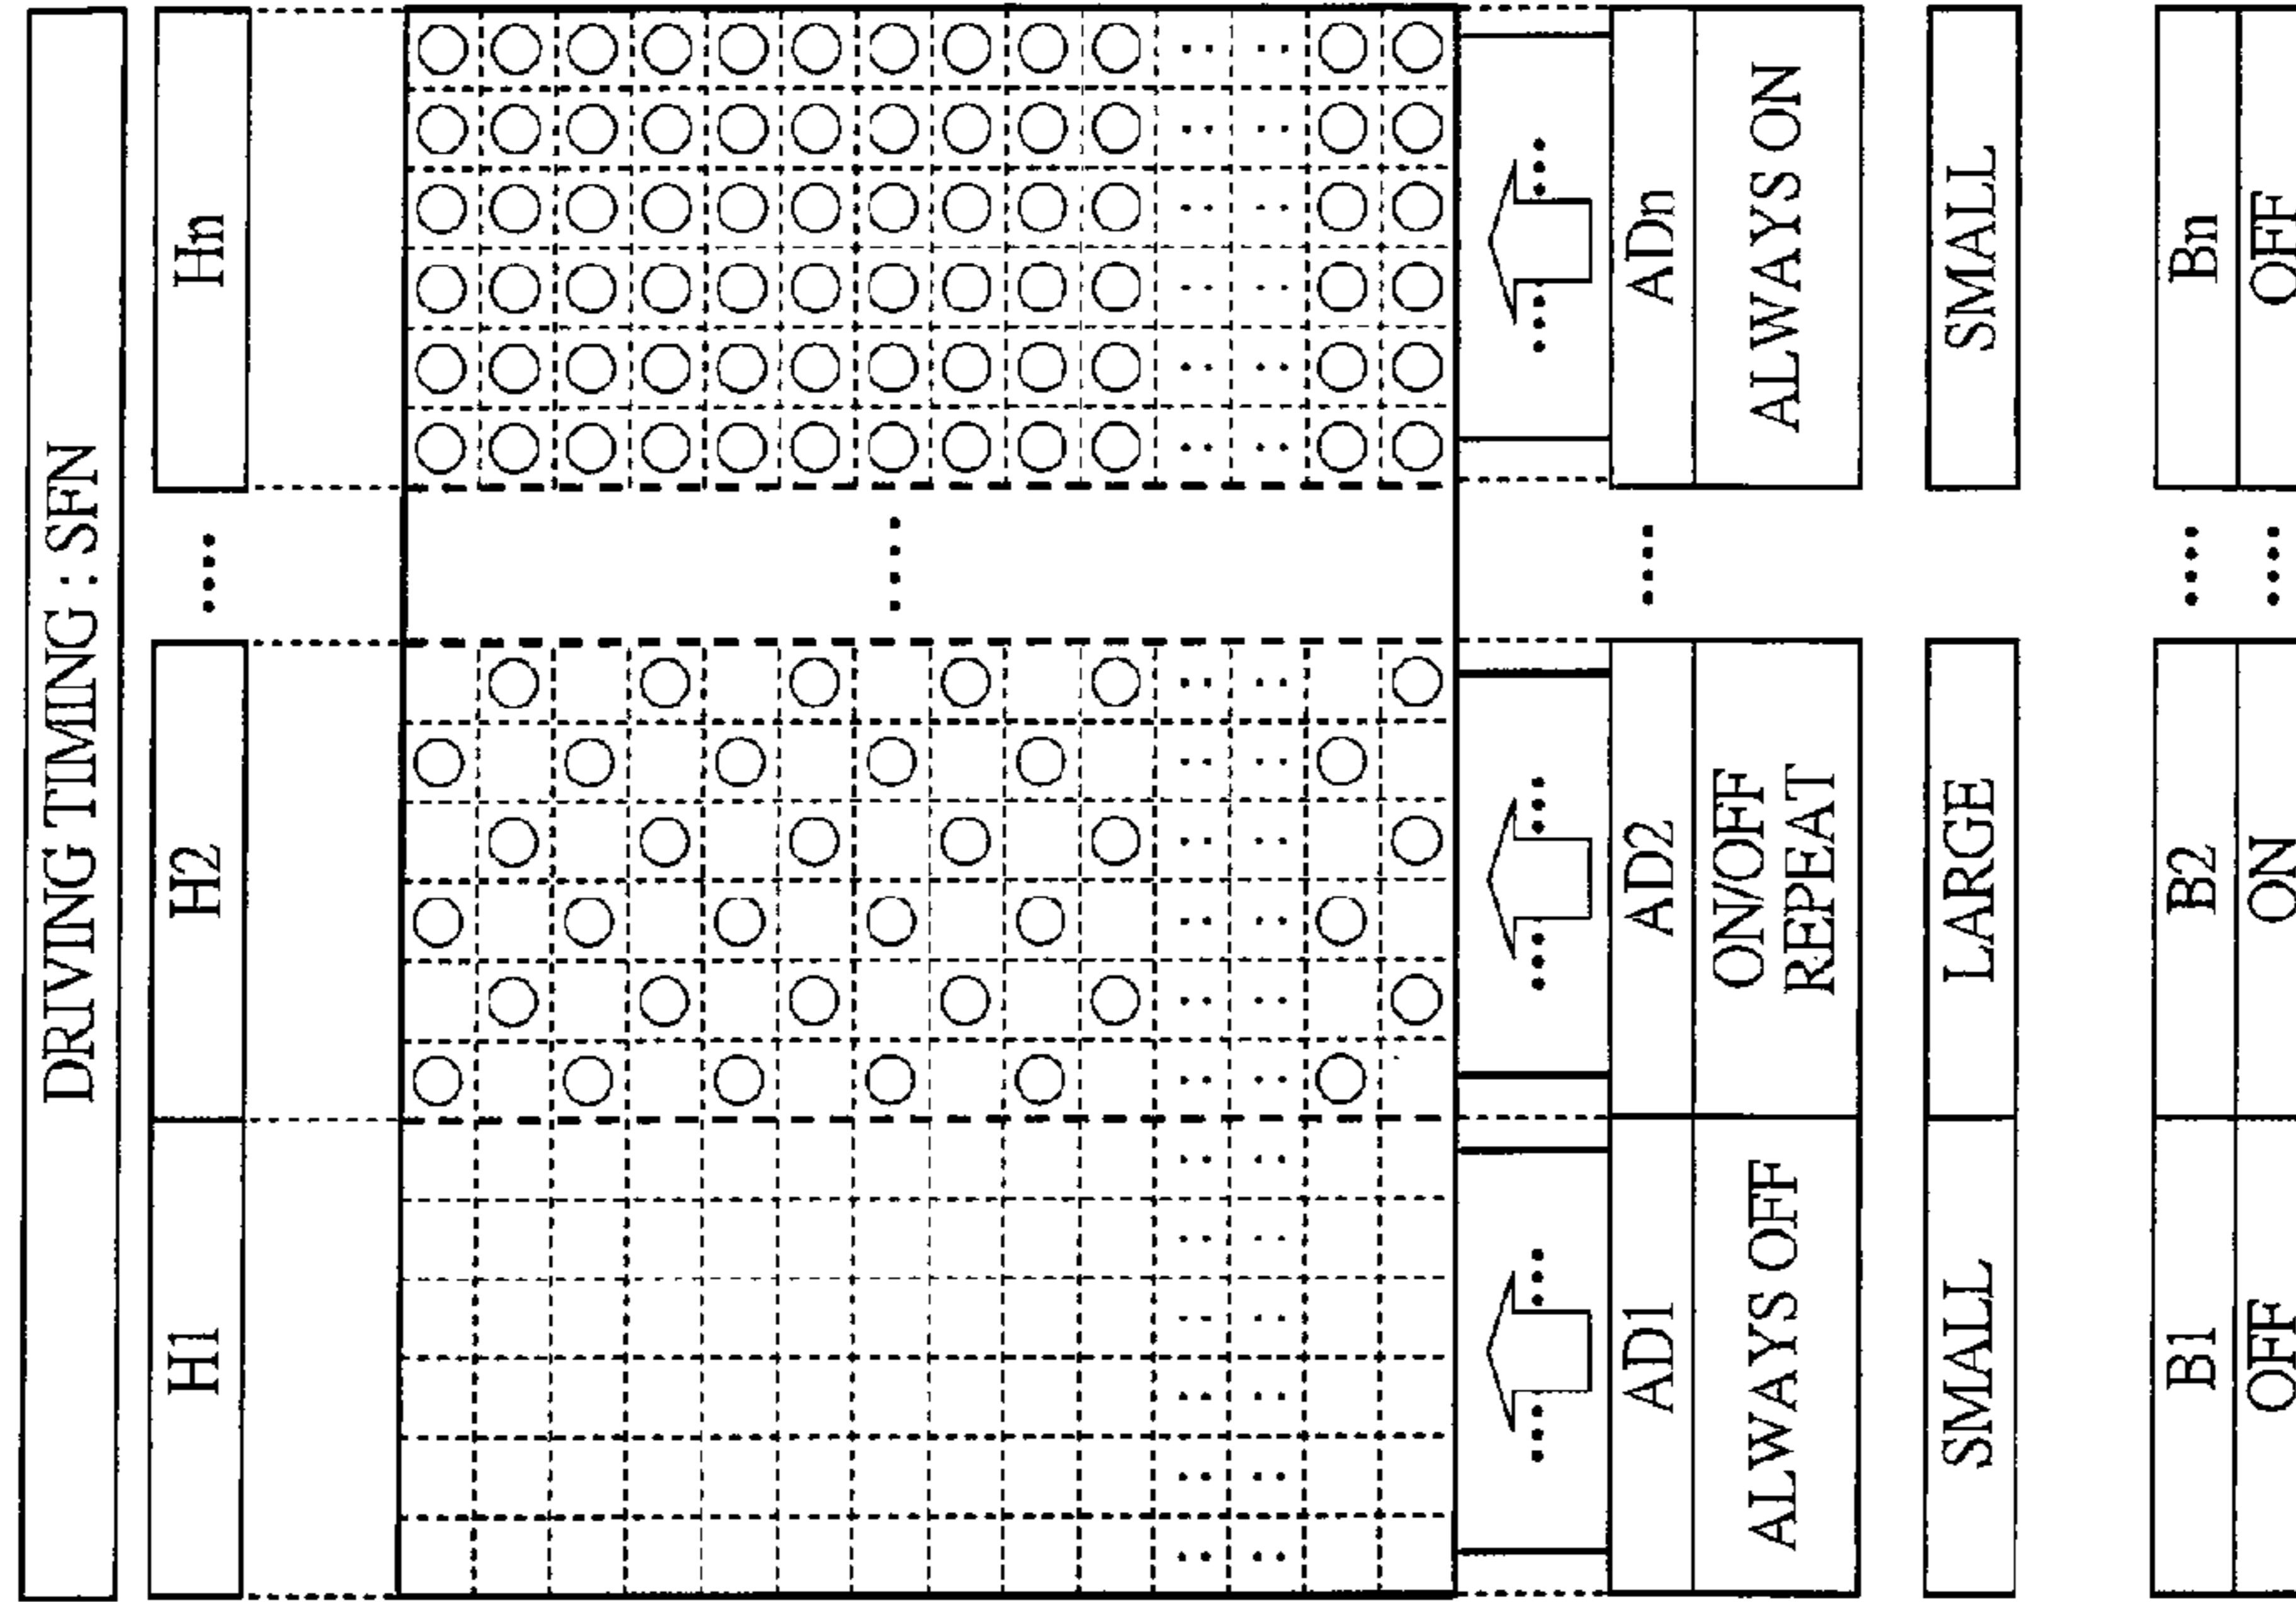 DRIVING TIMING : SFN
H1 H2 .... Hn
AD1 AD2 .... ADn
ALWAYS OFF ON/OFF REPEAT ALWAYS ON
SMALL LARGE SMALL
B1 B2 .... Bn
OFF ON .... OFF